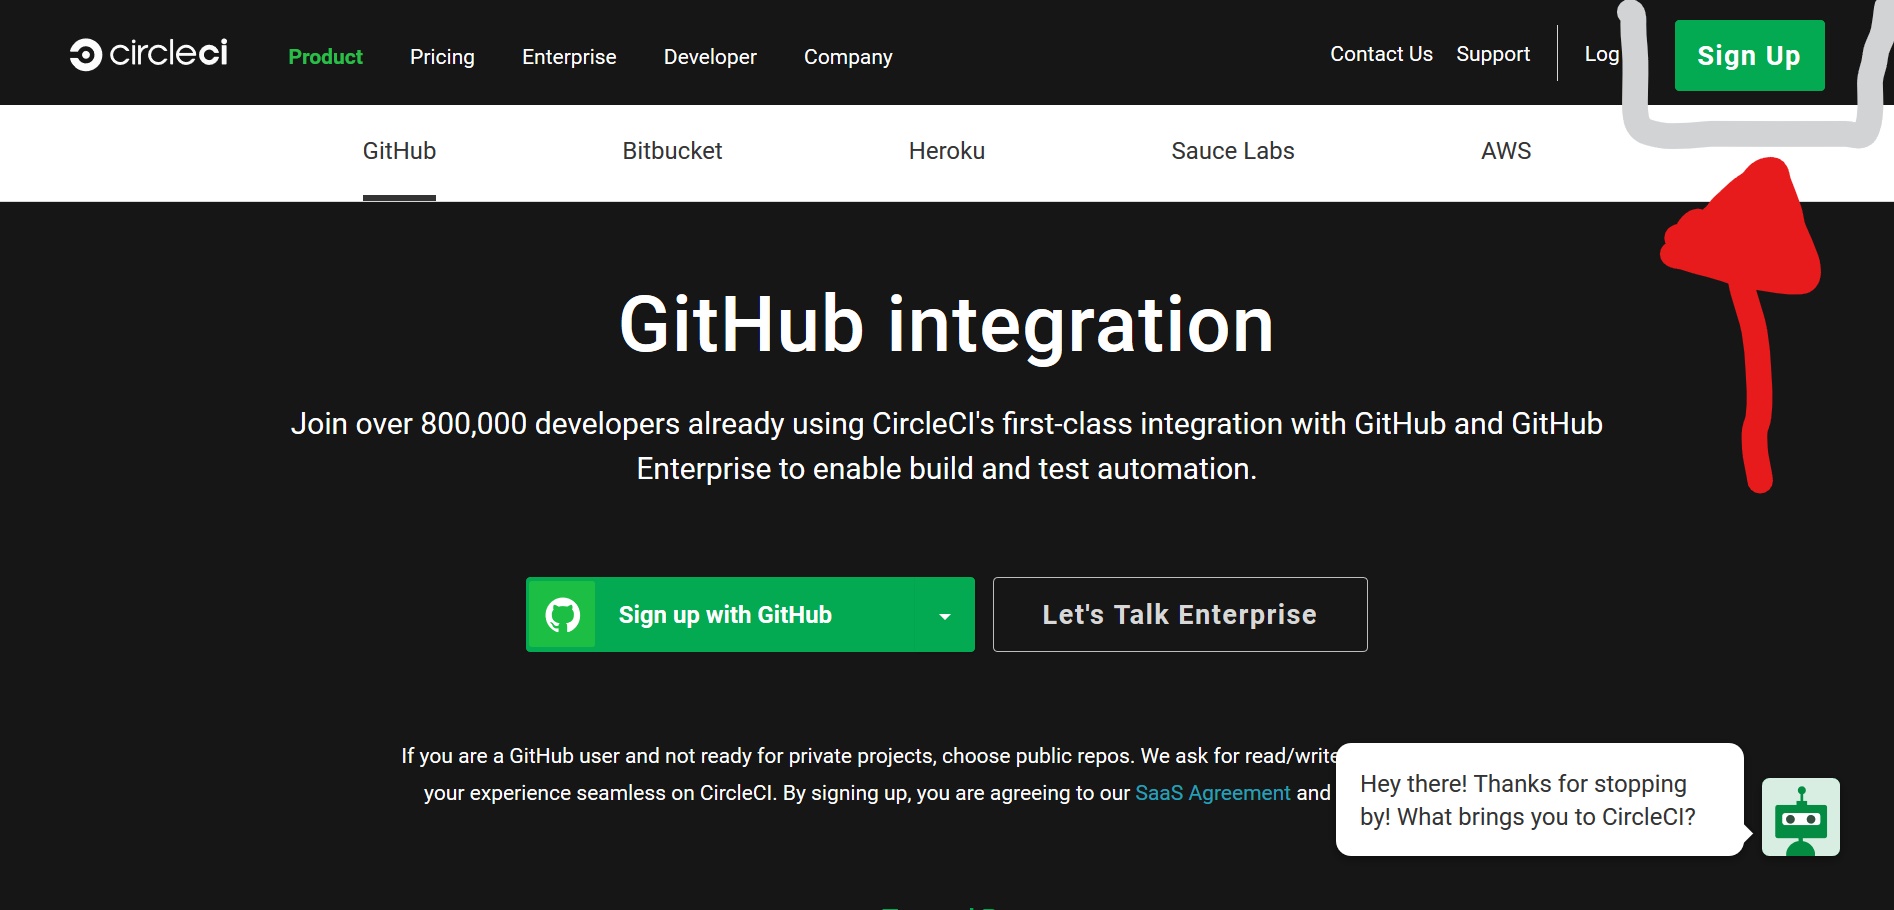 circleci
Product Pricing Enterprise Developer Company Contact Us Support Log Sign Up
GitHub Bitbucket Heroku Sauce Labs AWS
GitHub integration
Join over 800,000 developers already using CircleCI's first-class integration with GitHub and GitHub
Enterprise to enable build and test automation.
Sign up with GitHub
Let's Talk Enterprise
If you are a GitHub user and not ready for private projects, choose public repos. We ask for read/write
your experience seamless on CircleCI. By signing up, you are agreeing to our SaaS Agreement and
Hey there! Thanks for stopping
by! What brings you to CircleCI?